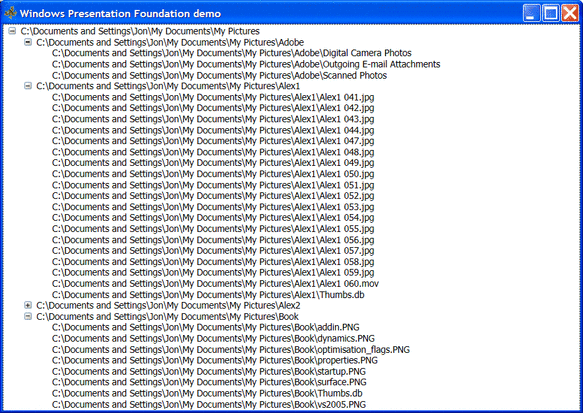 Windows Presentation Foundation demo
C:\Documents and Settings\Jon\My Documents\My Pictures
C:\Documents and Settings\Jon\My Documents\My Pictures\Adobe
C:\Documents and Settings\Jon\My Documents\My Pictures\Adobe\Digital Camera Photos
C:\Documents and Settings\Jon\My Documents\My Pictures\Adobe\Outgoing E-mail Attachments
C:\Documents and Settings\Jon\My Documents\My Pictures\Adobe\Scanned Photos
C:\Documents and Settings\Jon\My Documents\My Pictures\Alex1
C:\Documents and Settings\Jon\My Documents\My Pictures\Alex1\Alex1 041.jpg
C:\Documents and Settings\Jon\My Documents\My Pictures\Alex1\Alex1 042.jpg
C:\Documents and Settings\Jon\My Documents\My Pictures\Alex1\Alex1 043.jpg
C:\Documents and Settings\Jon\My Documents\My Pictures\Alex1\Alex1 044.jpg
C:\Documents and Settings\Jon\My Documents\My Pictures\Alex1\Alex1 047.jpg
C:\Documents and Settings\Jon\My Documents\My Pictures\Alex1\Alex1 048.jpg
C:\Documents and Settings\Jon\My Documents\My Pictures\Alex1\Alex1 049.jpg
C:\Documents and Settings\Jon\My Documents\My Pictures\Alex1\Alex1 050.jpg
C:\Documents and Settings\Jon\My Documents\My Pictures\Alex1\Alex1 051.jpg
C:\Documents and Settings\Jon\My Documents\My Pictures\Alex1\Alex1 052.jpg
C:\Documents and Settings\Jon\My Documents\My Pictures\Alex1\Alex1 053.jpg
C:\Documents and Settings\Jon\My Documents\My Pictures\Alex1\Alex1 054.jpg
C:\Documents and Settings\Jon\My Documents\My Pictures\Alex1\Alex1 055.jpg
C:\Documents and Settings\Jon\My Documents\My Pictures\Alex1\Alex1 056.jpg
C:\Documents and Settings\Jon\My Documents\My Pictures\Alex1\Alex1 057.jpg
C:\Documents and Settings\Jon\My Documents\My Pictures\Alex1\Alex1 058.jpg
C:\Documents and Settings\Jon\My Documents\My Pictures\Alex1\Alex1 059.jpg
C:\Documents and Settings\Jon\My Documents\My Pictures\Alex1\Alex1 060.mov
C:\Documents and Settings\Jon\My Documents\My Pictures\Alex1\Thumbs.db
C:\Documents and Settings\Jon\My Documents\My Pictures\Alex2
C:\Documents and Settings\Jon\My Documents\My Pictures\Book
C:\Documents and Settings\Jon\My Documents\My Pictures\Book\addin.PNG
C:\Documents and Settings\Jon\My Documents\My Pictures\Book\dynamics.PNG
C:\Documents and Settings\Jon\My Documents\My Pictures\Book\optimisation_flags.PNG
C:\Documents and Settings\Jon\My Documents\My Pictures\Book\properties.PNG
C:\Documents and Settings\Jon\My Documents\My Pictures\Book\startup.PNG
C:\Documents and Settings\Jon\My Documents\My Pictures\Book\surface.PNG
C:\Documents and Settings\Jon\My Documents\My Pictures\Book\Thumbs.db
C:\Documents and Settings\Jon\My Documents\My Pictures\Book\vs2005.PNG